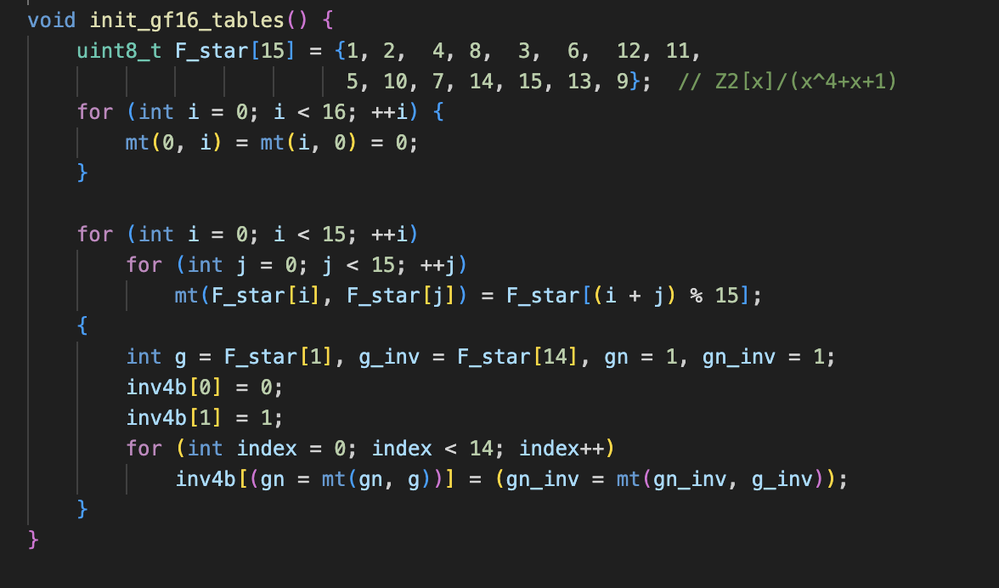 void init_gf16_tables() {
    uint8_t F_star[15] = {1, 2,  4, 8,  3,  6,  12, 11,
                          5, 10, 7, 14, 15, 13, 9};  // Z2[x]/(x^4+x+1)
    for (int i = 0; i < 16; ++i) {
        mt(0, i) = mt(i, 0) = 0;
    }

    for (int i = 0; i < 15; ++i)
        for (int j = 0; j < 15; ++j)
            mt(F_star[i], F_star[j]) = F_star[(i + j) % 15];
    {
        int g = F_star[1], g_inv = F_star[14], gn = 1, gn_inv = 1;
        inv4b[0] = 0;
        inv4b[1] = 1;
        for (int index = 0; index < 14; index++)
            inv4b[(gn = mt(gn, g))] = (gn_inv = mt(gn_inv, g_inv));
    }
}